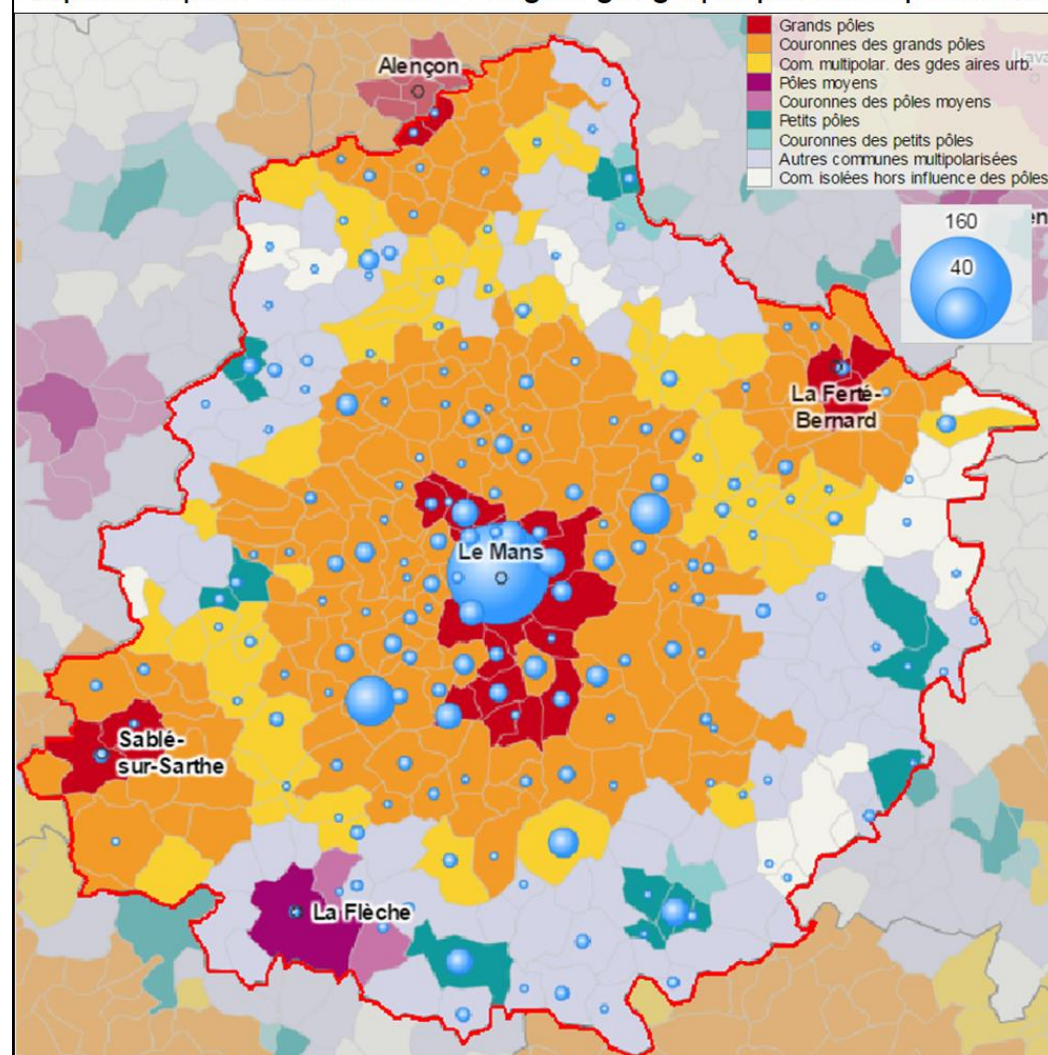 Grands pôles
Couronnes des grands pôles
Com. multipolar. des gdes aires urb.
Pôles moyens
Couronnes des pôles moyens
Petits pôles
Couronnes des petits pôles
Autres communes multipolarisées
Com. isolées hors influence des pôles
160
40
Alençon
La Ferté-
Bernard
Le Mans
Sablé-
sur-Sarthe
La Flèche